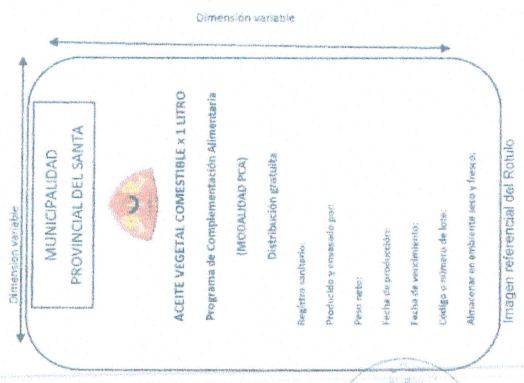 Dimensión variable
Dimensión variable
MUNICIPALIDAD
PROVINCIAL DEL SANTA
ACEITE VEGETAL COMESTIBLE x 1 LITRO
Programa de Complementación Alimentaria
(MODALIDAD PCA)
Distribución gratuita
Registro sanitario:
Producido y envasado por:
Peso neto:
Fecha de producción:
Fecha de vencimiento:
Código o número de lote:
Almacenar en ambiente seco y fresco.
Imagen referencial del Rotulo